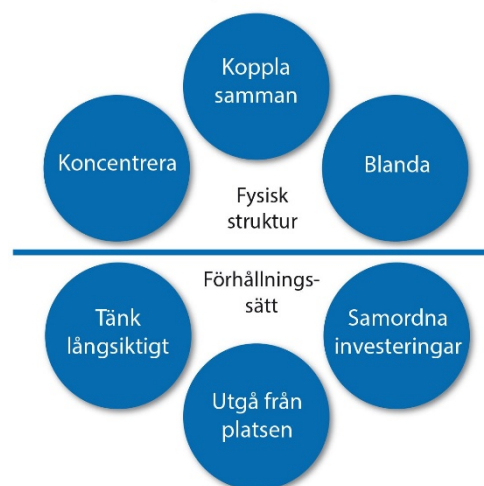 Koppla
samman
Koncentrera
Blanda
Fysisk
struktur
Förhållnings-
sätt
Tänk
långsiktigt
Samordna
investeringar
Utgå från
platsen